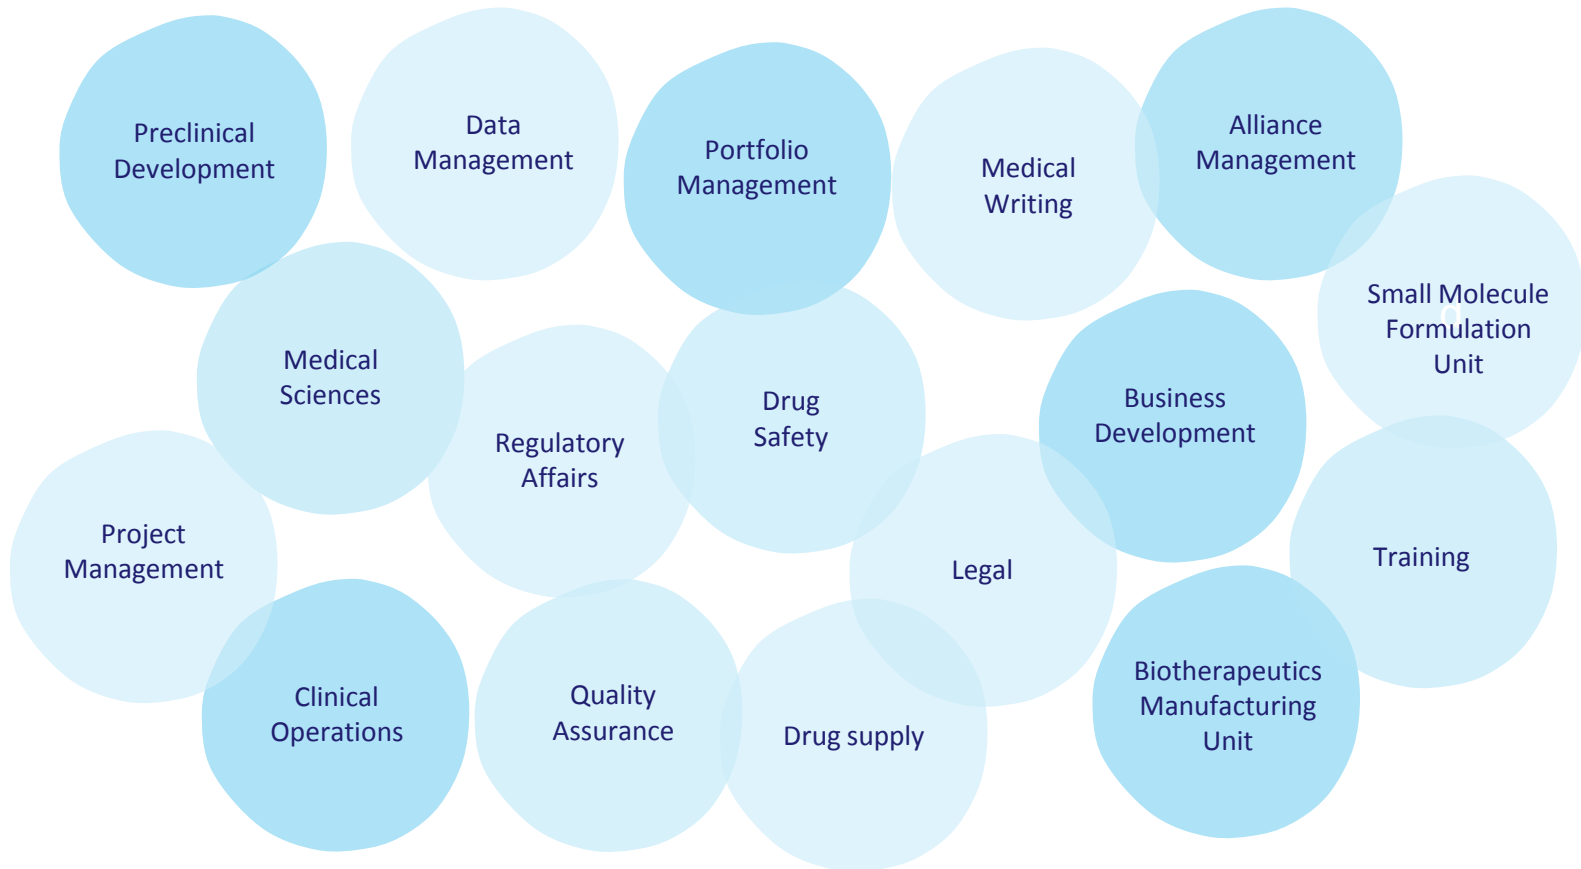 Preclinical
Development
Data
Management
Portfolio
Management
Medical
Writing
Alliance
Management
Small Molecule
Formulation
Unit
g
Medical
Sciences
Regulatory
Affairs
Drug
Safety
Business
Development
Project
Management
Legal
Training
Clinical
Operations
Quality
Assurance
Drug supply
Biotherapeutics
Manufacturing
Unit